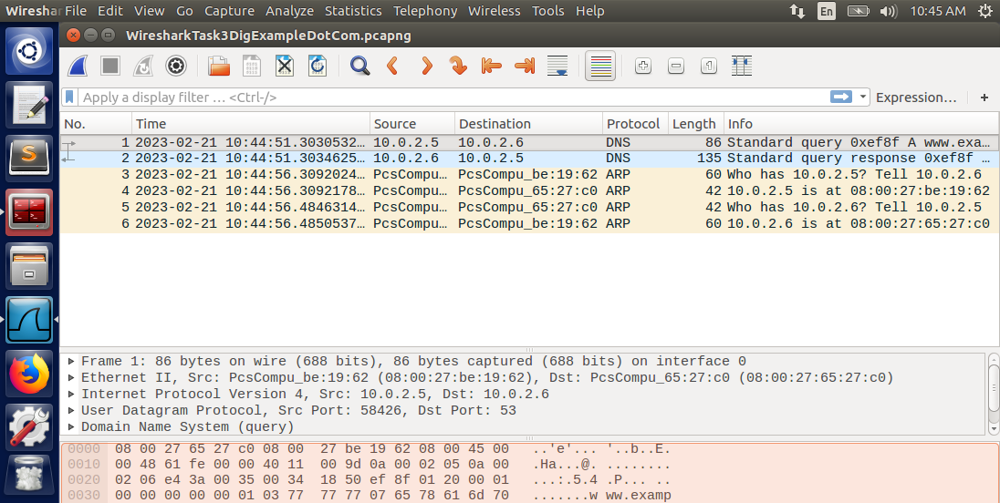 Wireshar File Edit View Go Capture Analyze Statistics Telephony Wireless Tools Help En 10:45 AM
WiresharkTask3DigExampleDotCom.pcapng
Apply a display filter … <Ctrl-/> Expression… +
No. Time Source Destination Protocol Length Info
1 2023-02-21 10:44:51.3030532… 10.0.2.5 10.0.2.6 DNS 86 Standard query 0xef8f A www.exa…
2 2023-02-21 10:44:51.3034625… 10.0.2.6 10.0.2.5 DNS 135 Standard query response 0xef8f …
3 2023-02-21 10:44:56.3092024… PcsCompu… PcsCompu_be:19:62 ARP 60 Who has 10.0.2.5? Tell 10.0.2.6
4 2023-02-21 10:44:56.3092178… PcsCompu… PcsCompu_65:27:c0 ARP 42 10.0.2.5 is at 08:00:27:be:19:62
5 2023-02-21 10:44:56.4846314… PcsCompu… PcsCompu_65:27:c0 ARP 42 Who has 10.0.2.6? Tell 10.0.2.5
6 2023-02-21 10:44:56.4850537… PcsCompu… PcsCompu_be:19:62 ARP 60 10.0.2.6 is at 08:00:27:65:27:c0
Frame 1: 86 bytes on wire (688 bits), 86 bytes captured (688 bits) on interface 0
Ethernet II, Src: PcsCompu_be:19:62 (08:00:27:be:19:62), Dst: PcsCompu_65:27:c0 (08:00:27:65:27:c0)
Internet Protocol Version 4, Src: 10.0.2.5, Dst: 10.0.2.6
User Datagram Protocol, Src Port: 58426, Dst Port: 53
Domain Name System (query)
0000 08 00 27 65 27 c0 08 00 27 be 19 62 08 00 45 00 ..'e'... '..b..E.
0010 00 48 61 fe 00 00 40 11 00 9d 0a 00 02 05 0a 00 .Ha...@. ........
0020 02 06 e4 3a 00 35 00 34 18 50 ef 8f 01 20 00 01 ...:.5.4 .P... ..
0030 00 00 00 00 00 01 03 77 77 77 07 65 78 61 6d 70 .......w ww.examp